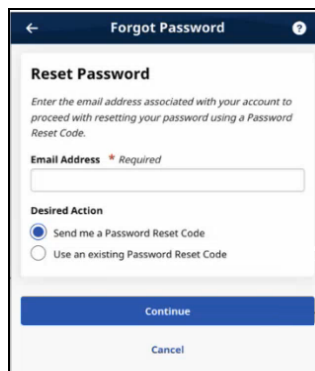 Forgot Password ?
Reset Password
Enter the email address associated with your account to
proceed with resetting your password using a Password
Reset Code.
Email Address * Required
Desired Action
Send me a Password Reset Code
Use an existing Password Reset Code
Continue
Cancel